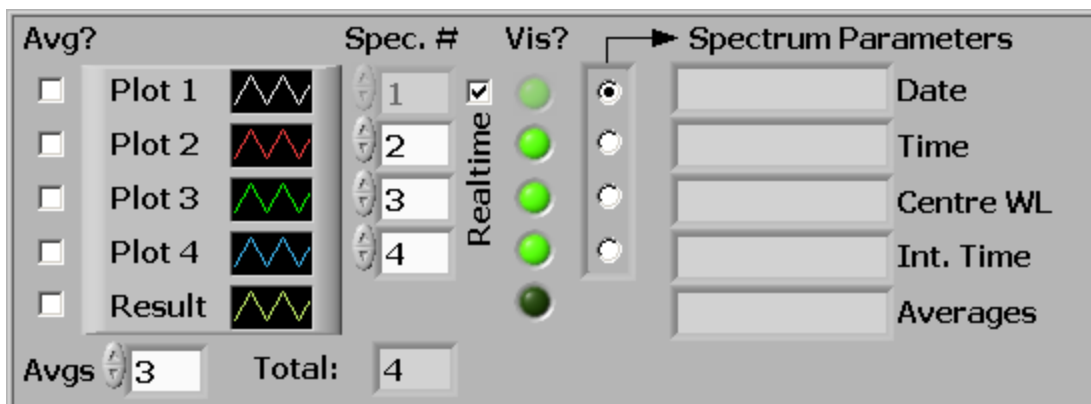 Avg? Spec. # Vis? Spectrum Parameters
Plot 1 1 Date
Plot 2 2 Time
Plot 3 3 Centre WL
Plot 4 4 Int. Time
Realtime
Result Averages
Avgs 3 Total: 4